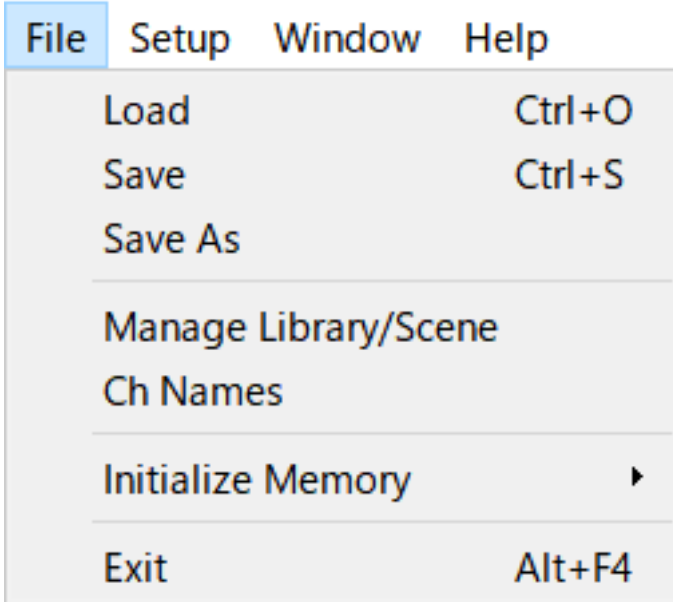 File Setup Window Help
Load Ctrl+O
Save Ctrl+S
Save As
Manage Library/Scene
Ch Names
Initialize Memory
Exit Alt+F4